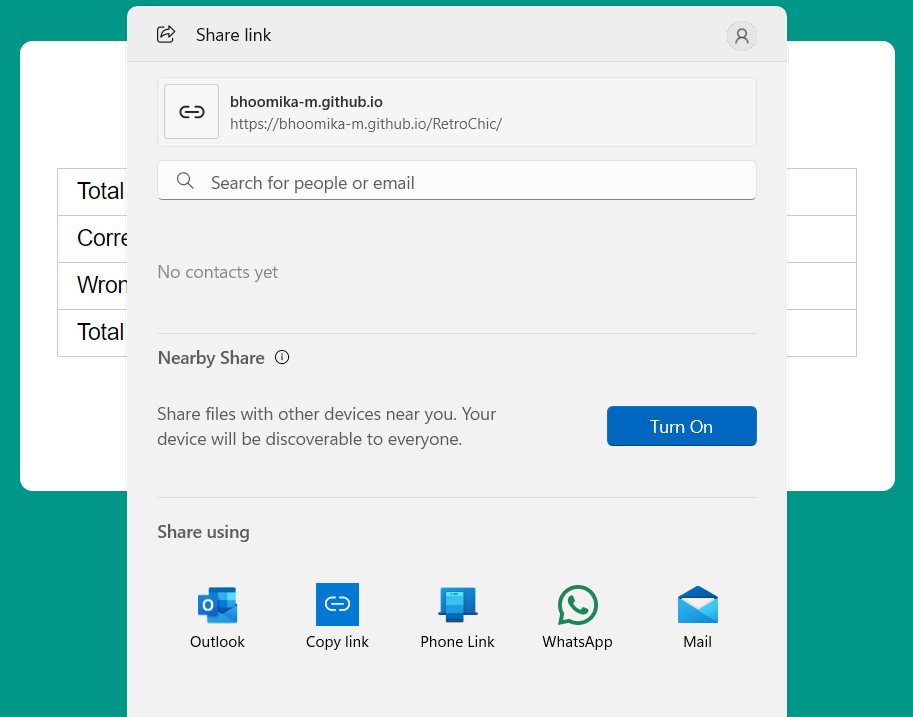 Share link
bhoomika-m.github.io
https://bhoomika-m.github.io/RetroChic/
Search for people or email
Total
Corre
Wron
Total
No contacts yet
Nearby Share
Share files with other devices near you. Your
device will be discoverable to everyone.
Turn On
Share using
Outlook
Copy link
Phone Link
WhatsApp
Mail